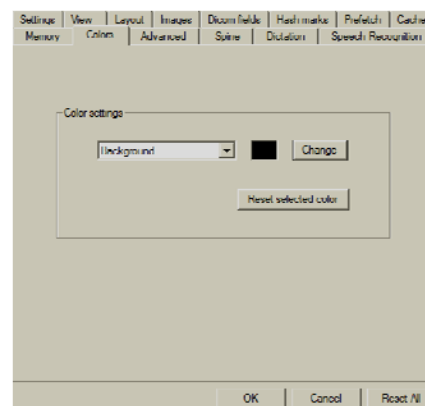 Settings View Layout Images Dicom fields Hash marks Prefetch Cache
Memory Colors Advanced Spine Dictation Speech Recognition
Color settings
Background Change
Reset selected color
OK Cancel Reset All